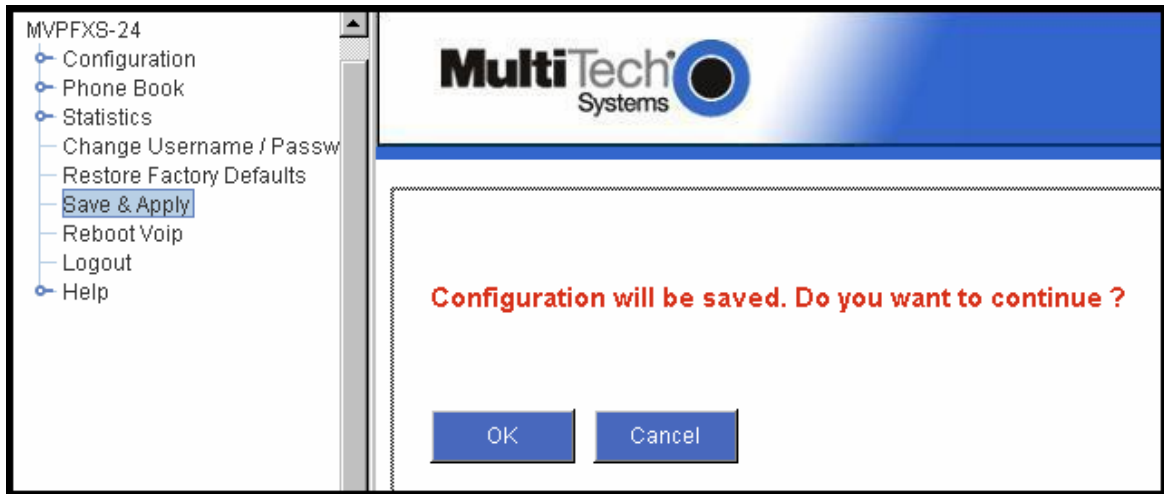 MVPFXS-24
Configuration
Phone Book
Statistics
Change Username / Passw
Restore Factory Defaults
Save & Apply
Reboot Voip
Logout
Help
MultiTech
Systems
Configuration will be saved. Do you want to continue ?
OK
Cancel